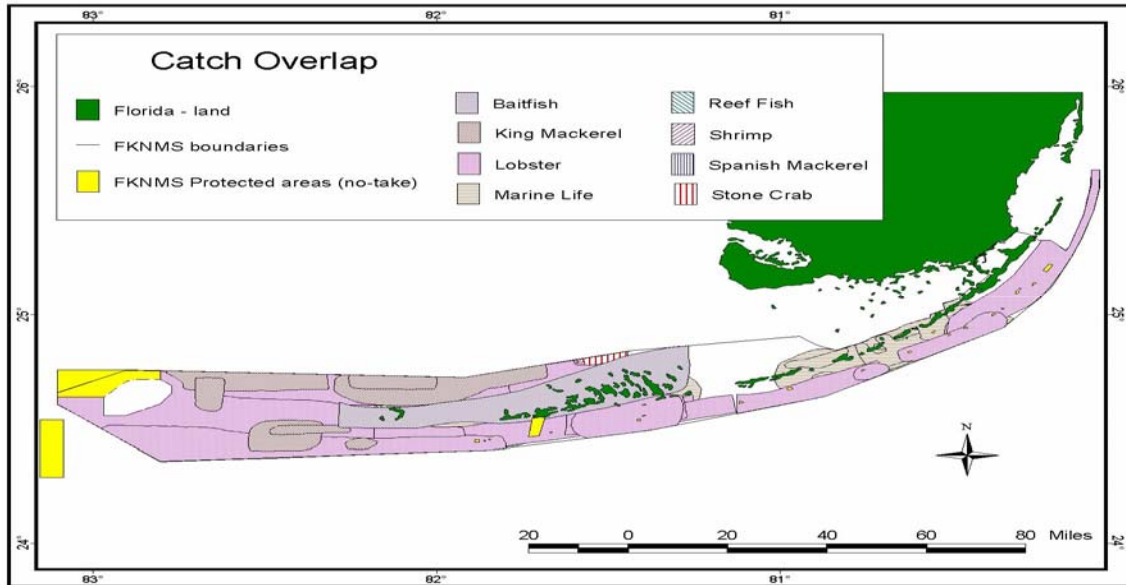 83°
82°
81°
Catch Overlap
Florida - land
FKNMS boundaries
FKNMS Protected areas (no-take)
Baitfish
King Mackerel
Lobster
Marine Life
Reef Fish
Shrimp
Spanish Mackerel
Stone Crab
26°
26°
25°
25°
N
24°
24°
20 0 20 40 60 80 Miles
83°
82°
81°